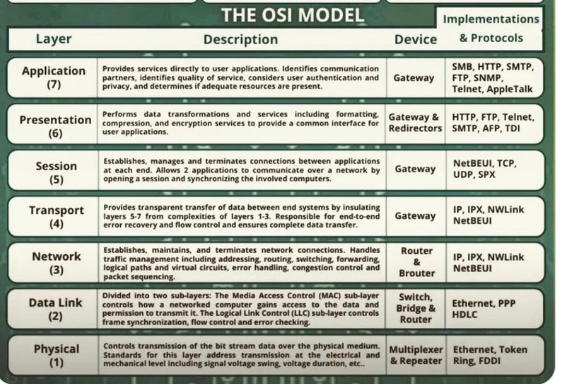 THE OSI MODEL
Implementations
& Protocols
Layer
Description
Device
Application
(7)
Provides services directly to user applications. Identifies communication
partners, identifies quality of service, considers user authentication and
privacy, and determines if adequate resources are present.
Gateway
SMB, HTTP, SMTP,
FTP, SNMP,
Telnet, AppleTalk
Presentation
(6)
Performs data transformations and services including formatting,
compression, and encryption services to provide a common interface for
user applications.
Gateway &
Redirectors
HTTP, FTP, Telnet,
SMTP, AFP, TDI
Session
(5)
Establishes, manages and terminates connections between applications
at each end. Allows 2 applications to communicate over a network by
opening a session and synchronizing the involved computers.
Gateway
NetBEUI, TCP,
UDP, SPX
Transport
(4)
Provides transparent transfer of data between end systems by insulating
layers 5-7 from complexities of layers 1-3. Responsible for end-to-end
error recovery and flow control and ensures complete data transfer.
Gateway
IP, IPX, NWLink
NetBEUI
Network
(3)
Establishes, maintains, and terminates network connections. Handles
traffic management including addressing, routing, switching, forwarding,
logical paths and virtual circuits, error handling, congestion control and
packet sequencing.
Router
&
Brouter
IP, IPX, NWLink
NetBEUI
Data Link
(2)
Divided into two sub-layers: The Media Access Control (MAC) sub-layer
controls how a networked computer gains access to the data and
permission to transmit it. The Logical Link Control (LLC) sub-layer controls
frame synchronization, flow control and error checking.
Switch,
Bridge &
Router
Ethernet, PPP
HDLC
Physical
(1)
Controls transmission of the bit stream data over the physical medium.
Standards for this layer address transmission at the electrical and
mechanical level including signal voltage swing, voltage duration, etc..
Multiplexer
& Repeater
Ethernet, Token
Ring, FDDI